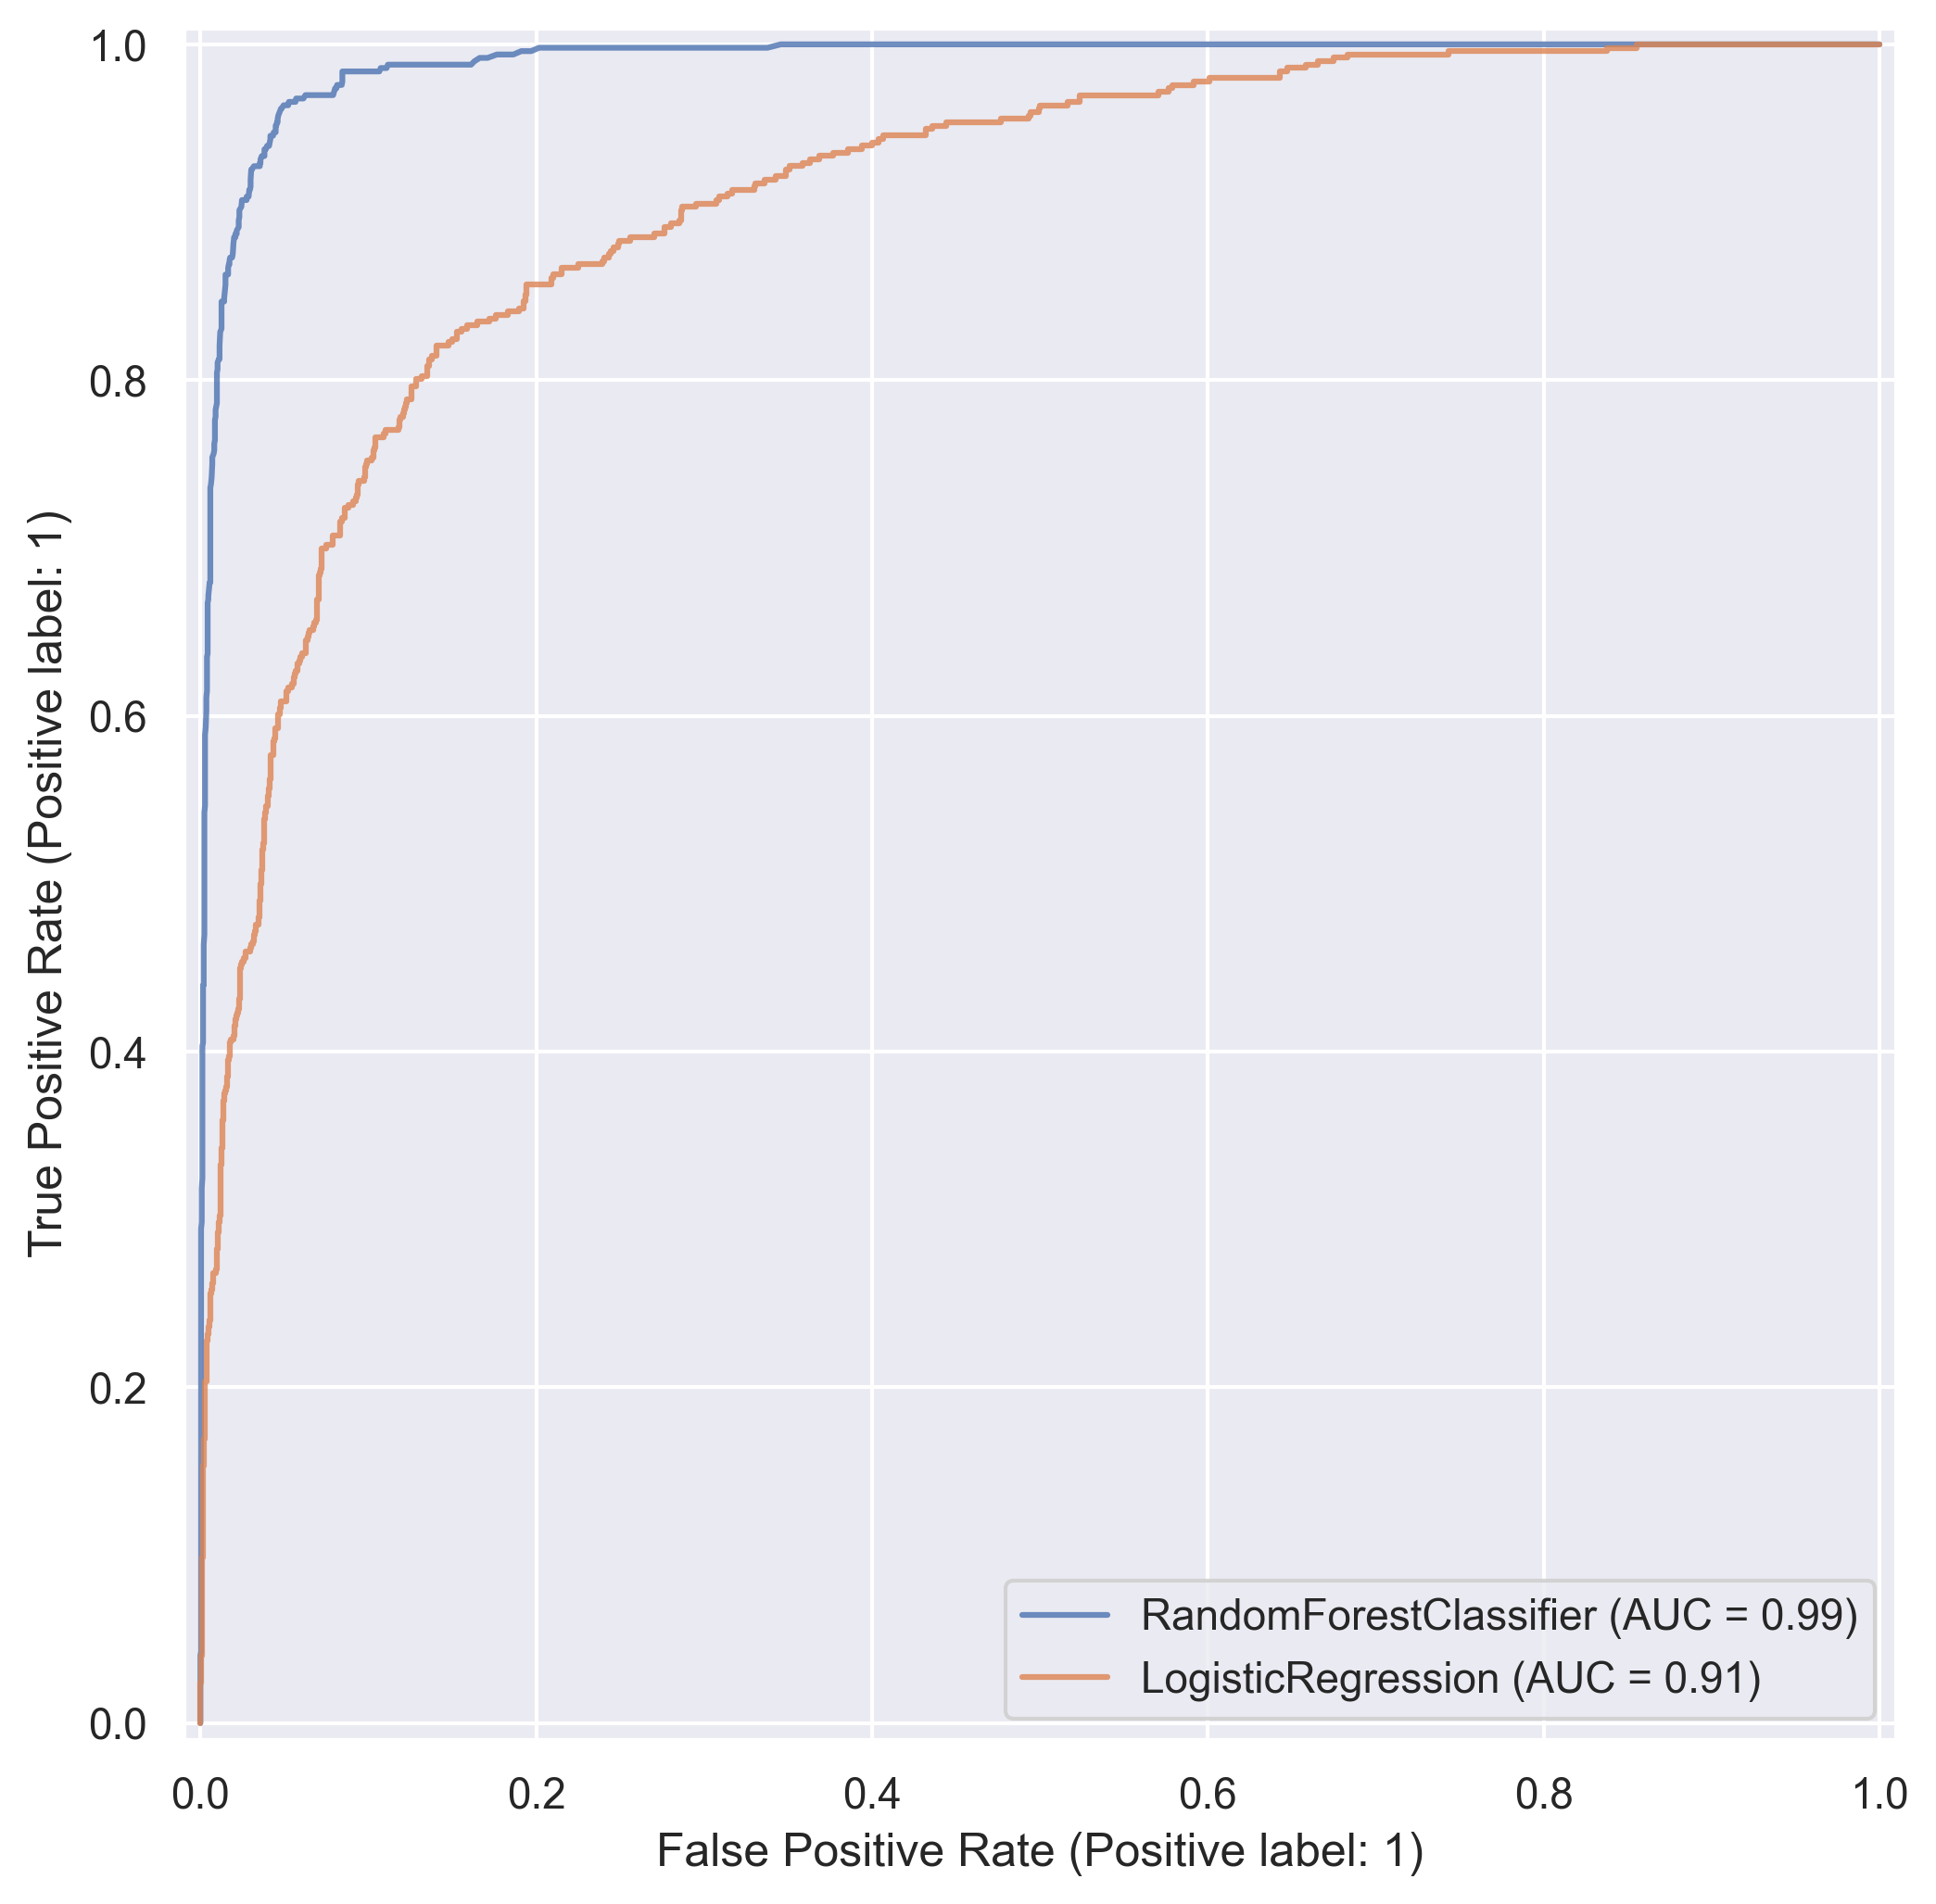 1.0
0.8
0.6
0.4
0.2
0.0
True Positive Rate (Positive label: 1)
RandomForestClassifier (AUC = 0.99)
LogisticRegression (AUC = 0.91)
0.0 0.2 0.4 0.6 0.8 1.0
False Positive Rate (Positive label: 1)